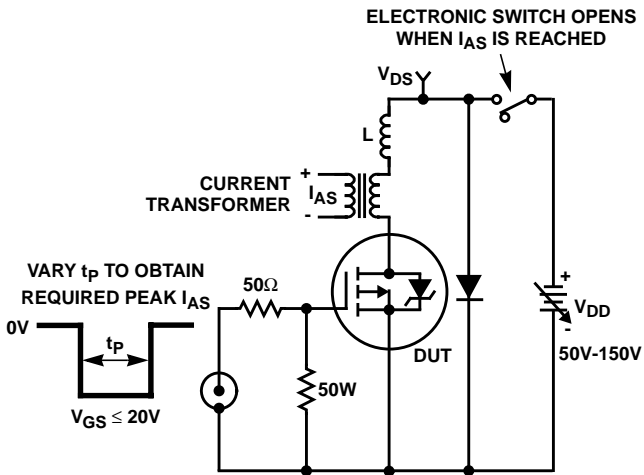 ELECTRONIC SWITCH OPENS
WHEN IAS IS REACHED
VDS
L
+
CURRENT
TRANSFORMER
IAS
-
VARY tP TO OBTAIN
REQUIRED PEAK IAS
50Ω
0V
tP
VGS ≤ 20V
50W
DUT
+
VDD
-
50V-150V